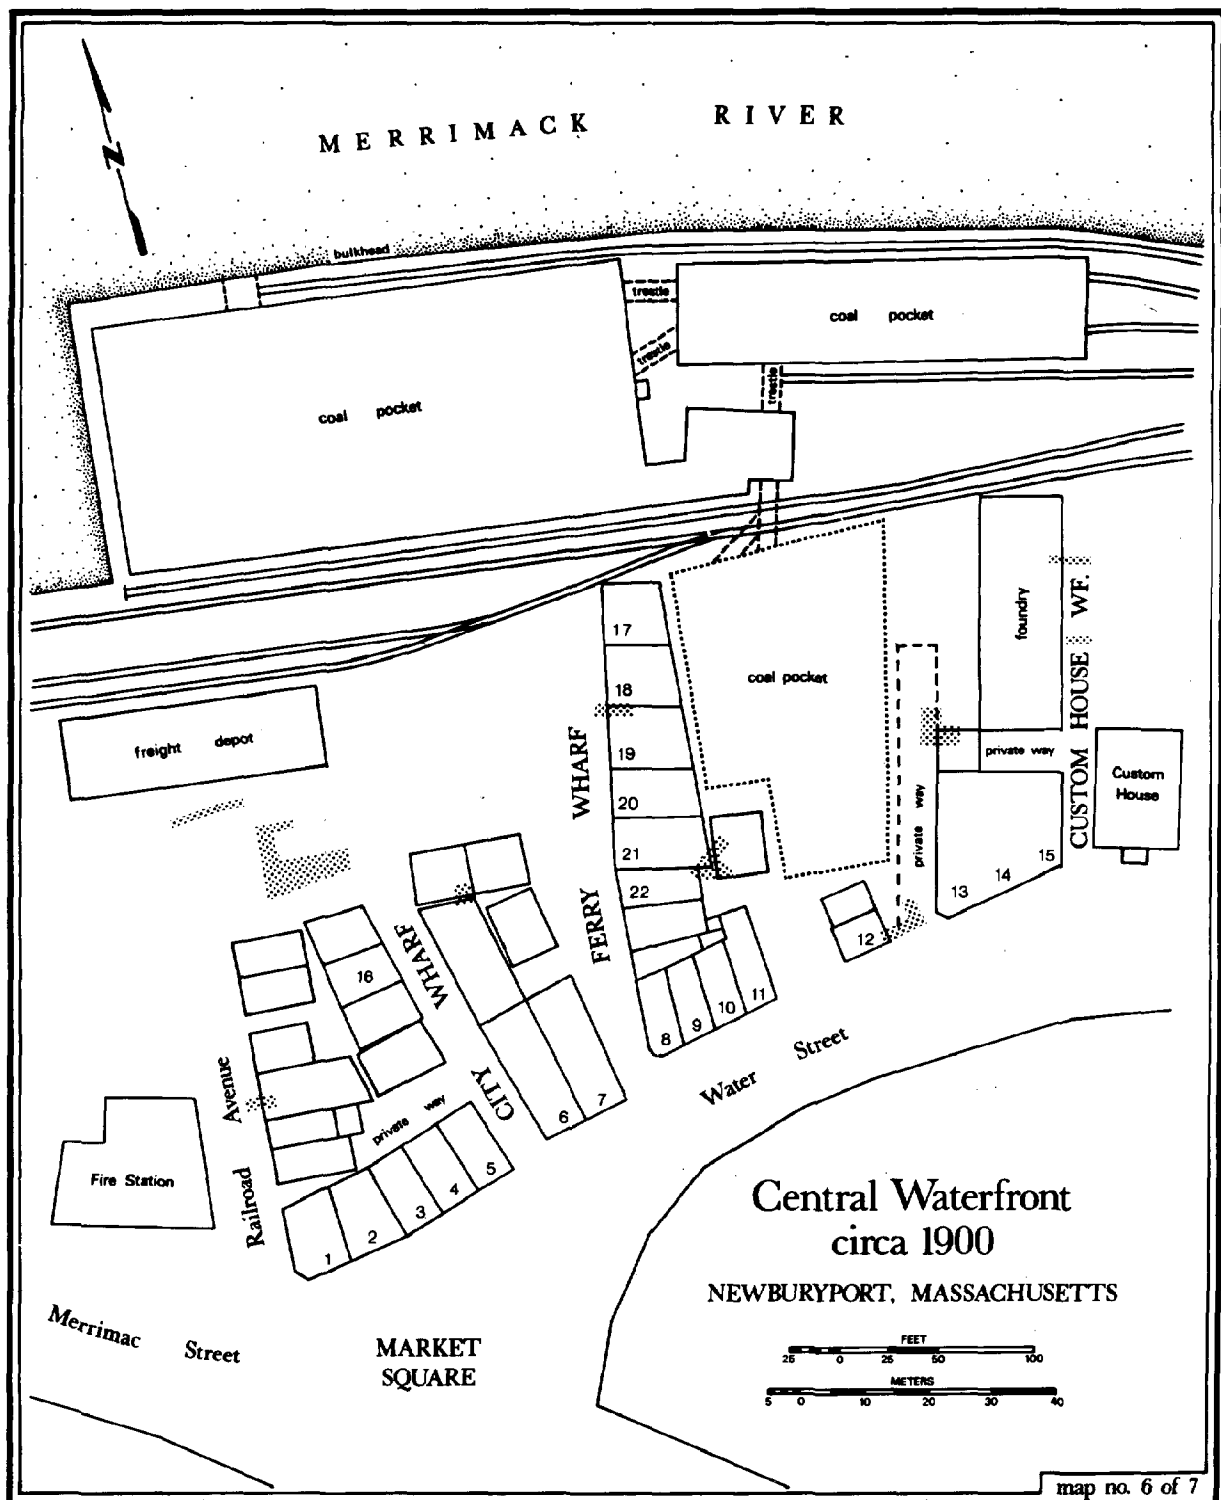 N
MERRIMACK RIVER
bulkhead
trestle
coal pocket
trestle
coal pocket
trestle
17
18
19
20
21
22
coal pocket
foundry
CUSTOM HOUSE WF.
private way
private way
Custom
House
freight depot
FERRY WHARF
CITY WHARF
16
15
14
13
12
11
10
9
8
7
6
5
4
3
2
1
private way
Railroad Avenue
Fire Station
Water Street
Merrimac Street
MARKET
SQUARE
Central Waterfront
circa 1900
NEWBURYPORT, MASSACHUSETTS
FEET
25 0 25 50 100
METERS
5 0 10 20 30 40
map no. 6 of 7